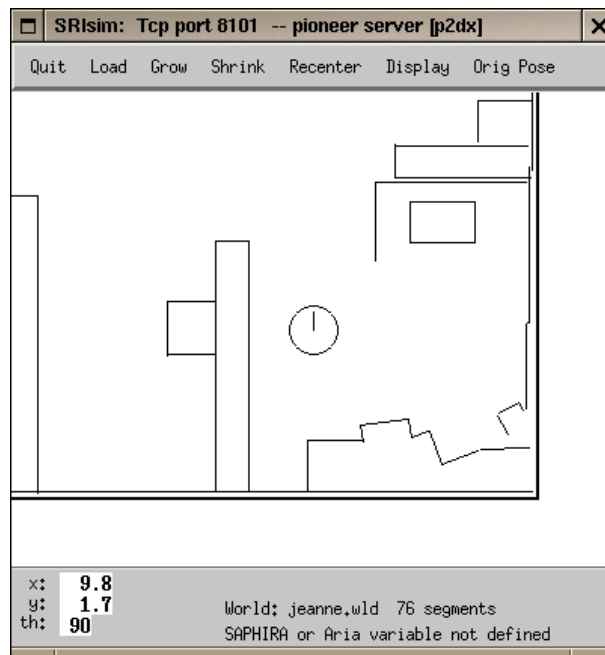 SRIsim: Tcp port 8101 -- pioneer server [p2dx]
Quit Load Grow Shrink Recenter Display Orig Pose
x: 9.8
y: 1.7
th: 90
World: jeanne.wld 76 segments
SAPHIRA or Aria variable not defined